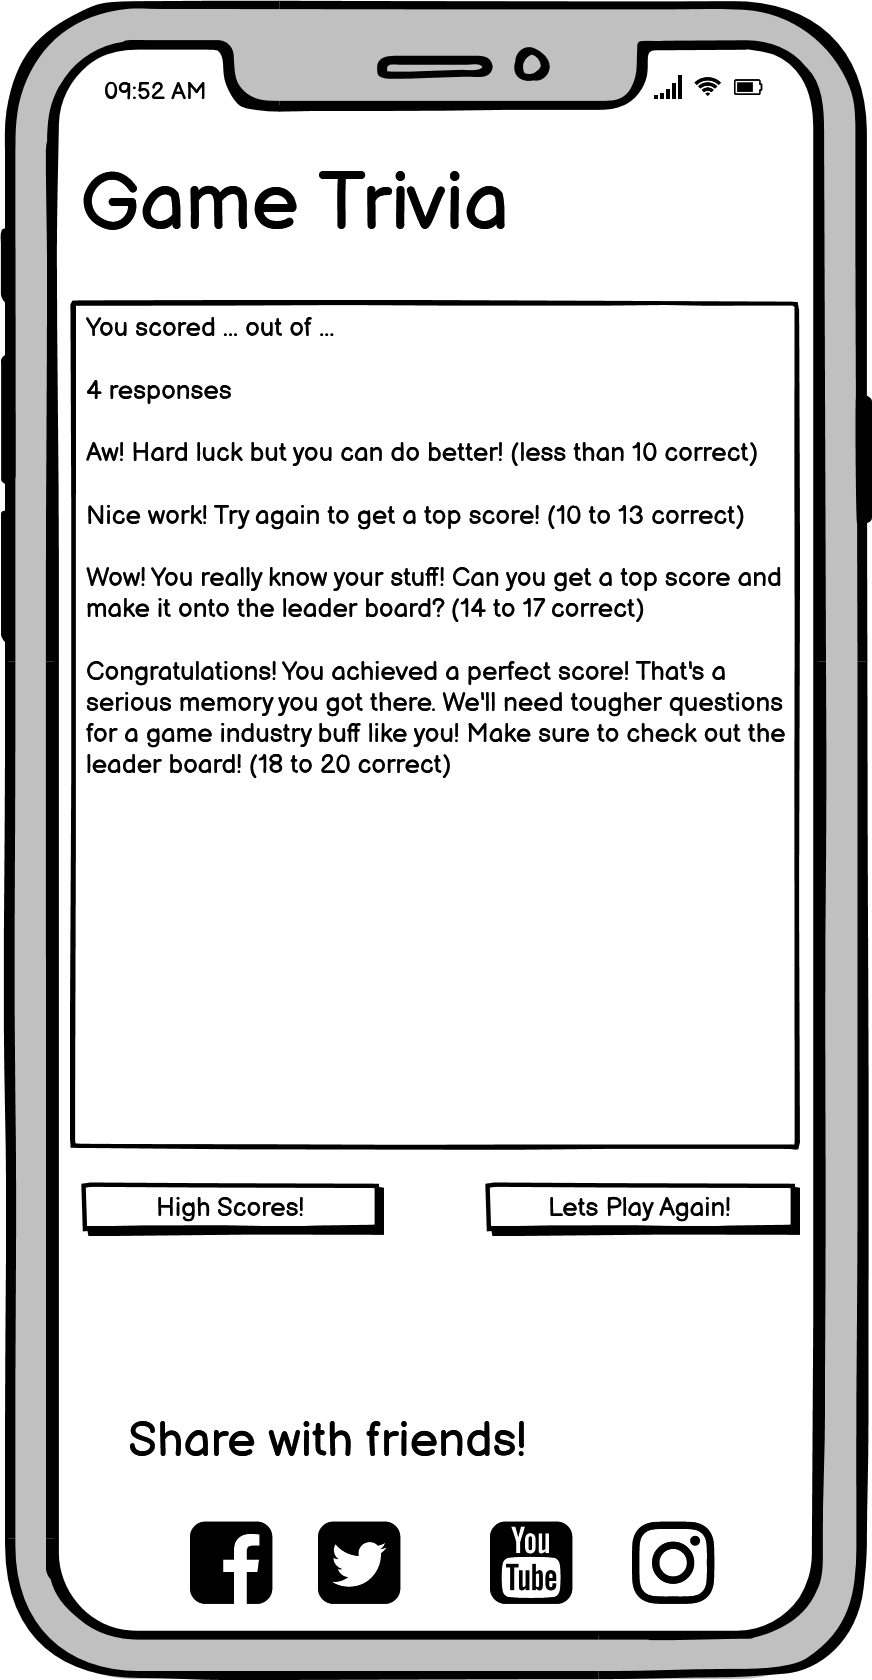 09:52 AM
Game Trivia
You scored ... out of ...
4 responses
Aw! Hard luck but you can do better! (less than 10 correct)
Nice work! Try again to get a top score! (10 to 13 correct)
Wow! You really know your stuff! Can you get a top score and
make it onto the leader board? (14 to 17 correct)
Congratulations! You achieved a perfect score! That's a
serious memory you got there. We'll need tougher questions
for a game industry buff like you! Make sure to check out the
leader board! (18 to 20 correct)
High Scores!
Lets Play Again!
Share with friends!
You
Tube